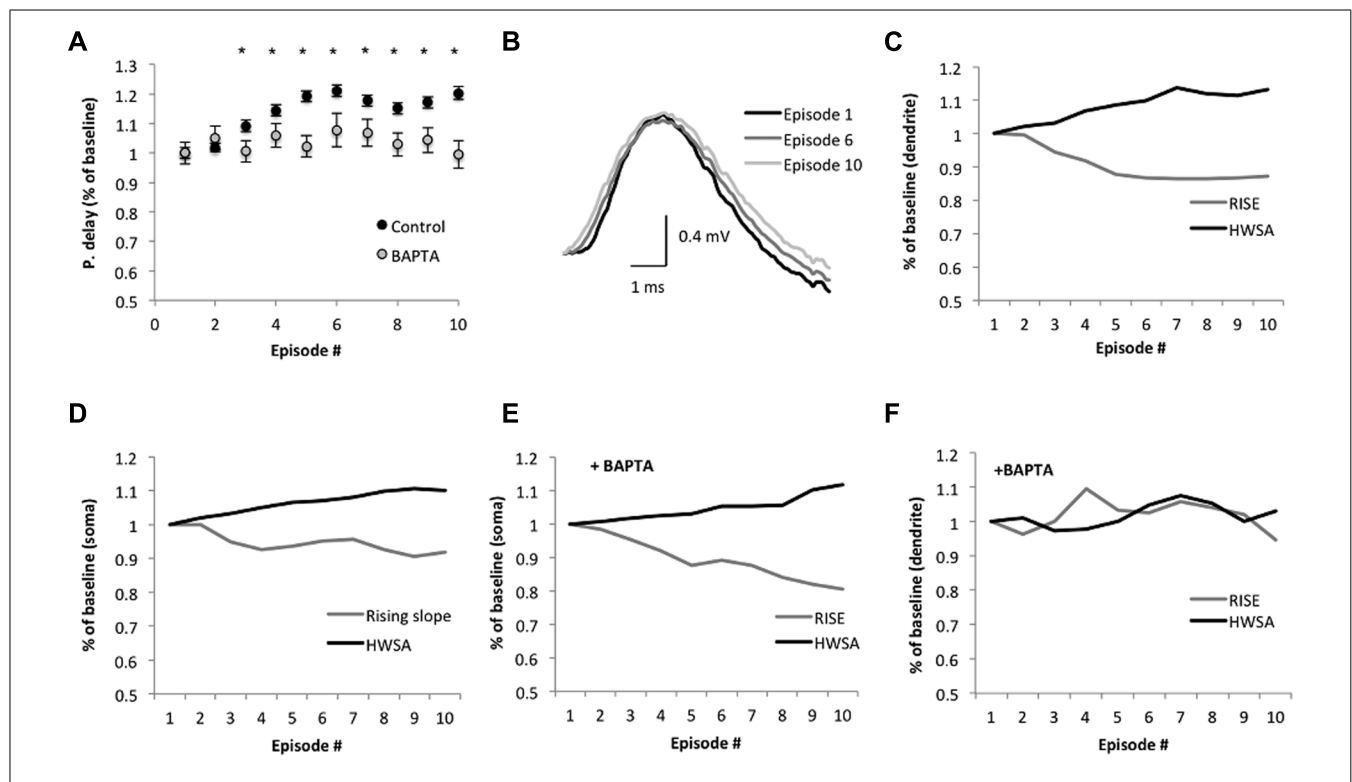 A
* * * * * * * *
P. delay (% of baseline)
1.3
1.2
1.1
1
0.9
0.8
0.7
0.6
0.5
Control
BAPTA
0 2 4 6 8 10
Episode #
B
Episode 1
Episode 6
Episode 10
0.4 mV
1 ms
C
% of baseline (dendrite)
1.2
1.1
1
0.9
0.8
0.7
0.6
0.5
RISE
HWSA
1 2 3 4 5 6 7 8 9 10
Episode #
D
% of baseline (soma)
1.2
1.1
1
0.9
0.8
0.7
0.6
0.5
Rising slope
HWSA
1 2 3 4 5 6 7 8 9 10
Episode #
E
+ BAPTA
% of baseline (soma)
1.2
1.1
1
0.9
0.8
0.7
0.6
0.5
RISE
HWSA
1 2 3 4 5 6 7 8 9 10
Episode #
F
+BAPTA
% of baseline (dendrite)
1.2
1.1
1
0.9
0.8
0.7
0.6
0.5
RISE
HWSA
1 2 3 4 5 6 7 8 9 10
Episode #